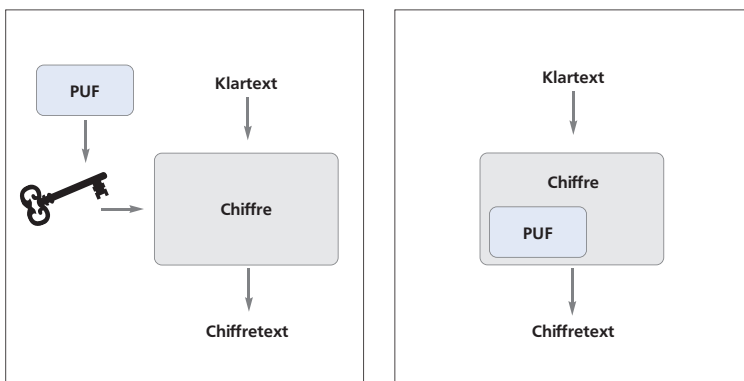 PUF
Klartext
Chiffre
Chiffretext
Klartext
Chiffre
PUF
Chiffretext